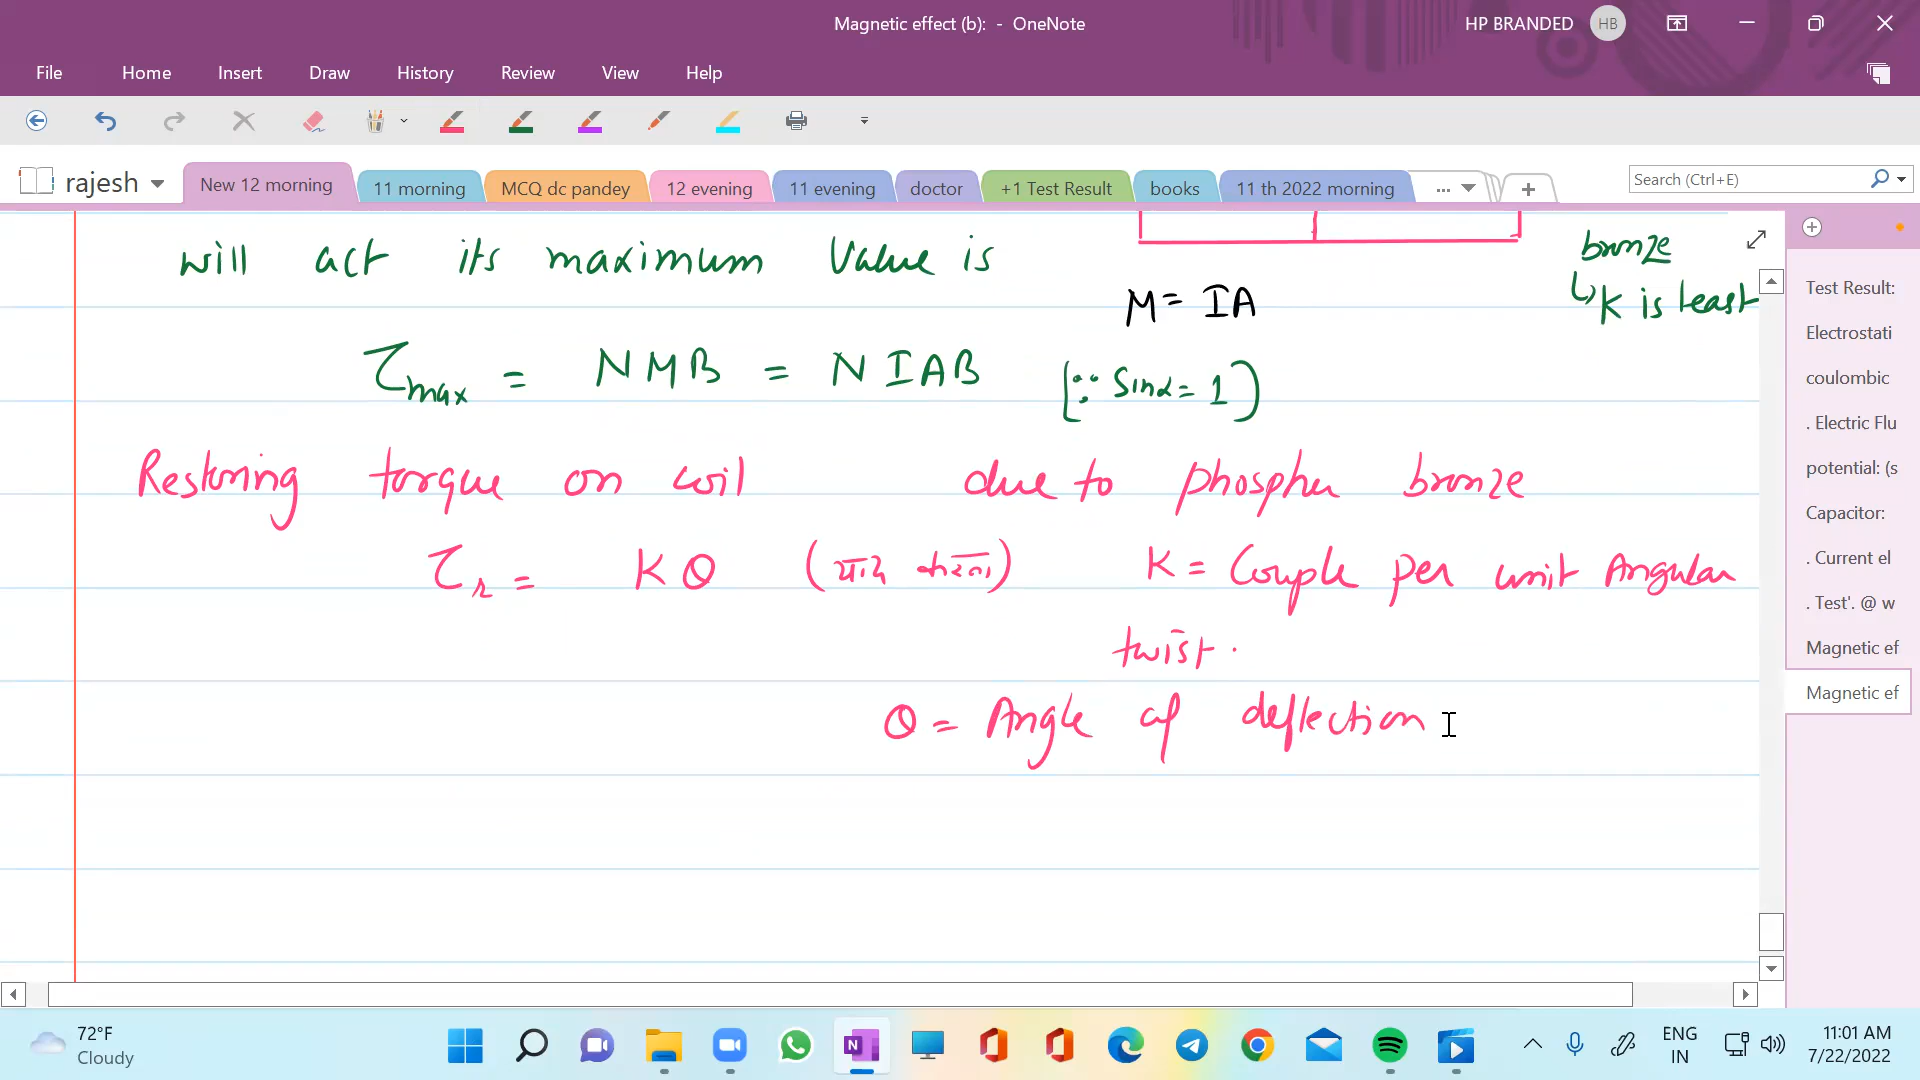 Magnetic effect (b): - OneNote
HP BRANDED HB
File Home Insert Draw History Review View Help
rajesh New 12 morning 11 morning MCQ dc pandey 12 evening 11 evening doctor +1 Test Result books 11 th 2022 morning ... Search (Ctrl+E)
will act its maximum Value is
bronze
K is least
M = IA
τmax = NMB = NIAB [∵ Sinα = 1)
Restoring torque on coil due to phospher bronze
τr = Kθ K = Couple per unit Angular
twist.
θ = Angle of deflection
Test Result:
Electrostati
coulombic
. Electric Flu
potential: (s
Capacitor:
. Current el
. Test'. @ w
Magnetic ef
Magnetic ef
72°F
Cloudy
ENG
IN
11:01 AM
7/22/2022